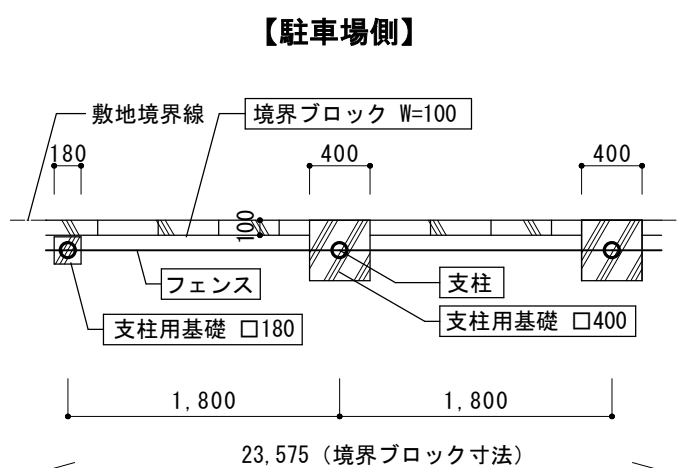 【駐車場側】
敷地境界線
境界ブロック W=100
180
400
400
100
フェンス
支柱
支柱用基礎 □180
支柱用基礎 □400
1,800
1,800
23,575（境界ブロック寸法）